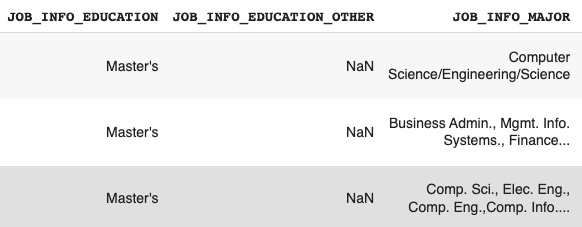 JOB_INFO_EDUCATION JOB_INFO_EDUCATION_OTHER JOB_INFO_MAJOR
Master's NaN Computer
Science/Engineering/Science
Master's NaN Business Admin., Mgmt. Info.
Systems., Finance...
Master's NaN Comp. Sci., Elec. Eng.,
Comp. Eng.,Comp. Info....